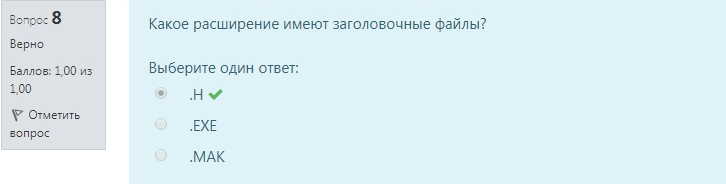 Вопрос 8
Верно
Баллов: 1,00 из
1,00
Отметить
вопрос
Какое расширение имеют заголовочные файлы?
Выберите один ответ:
.H
.EXE
.MAK